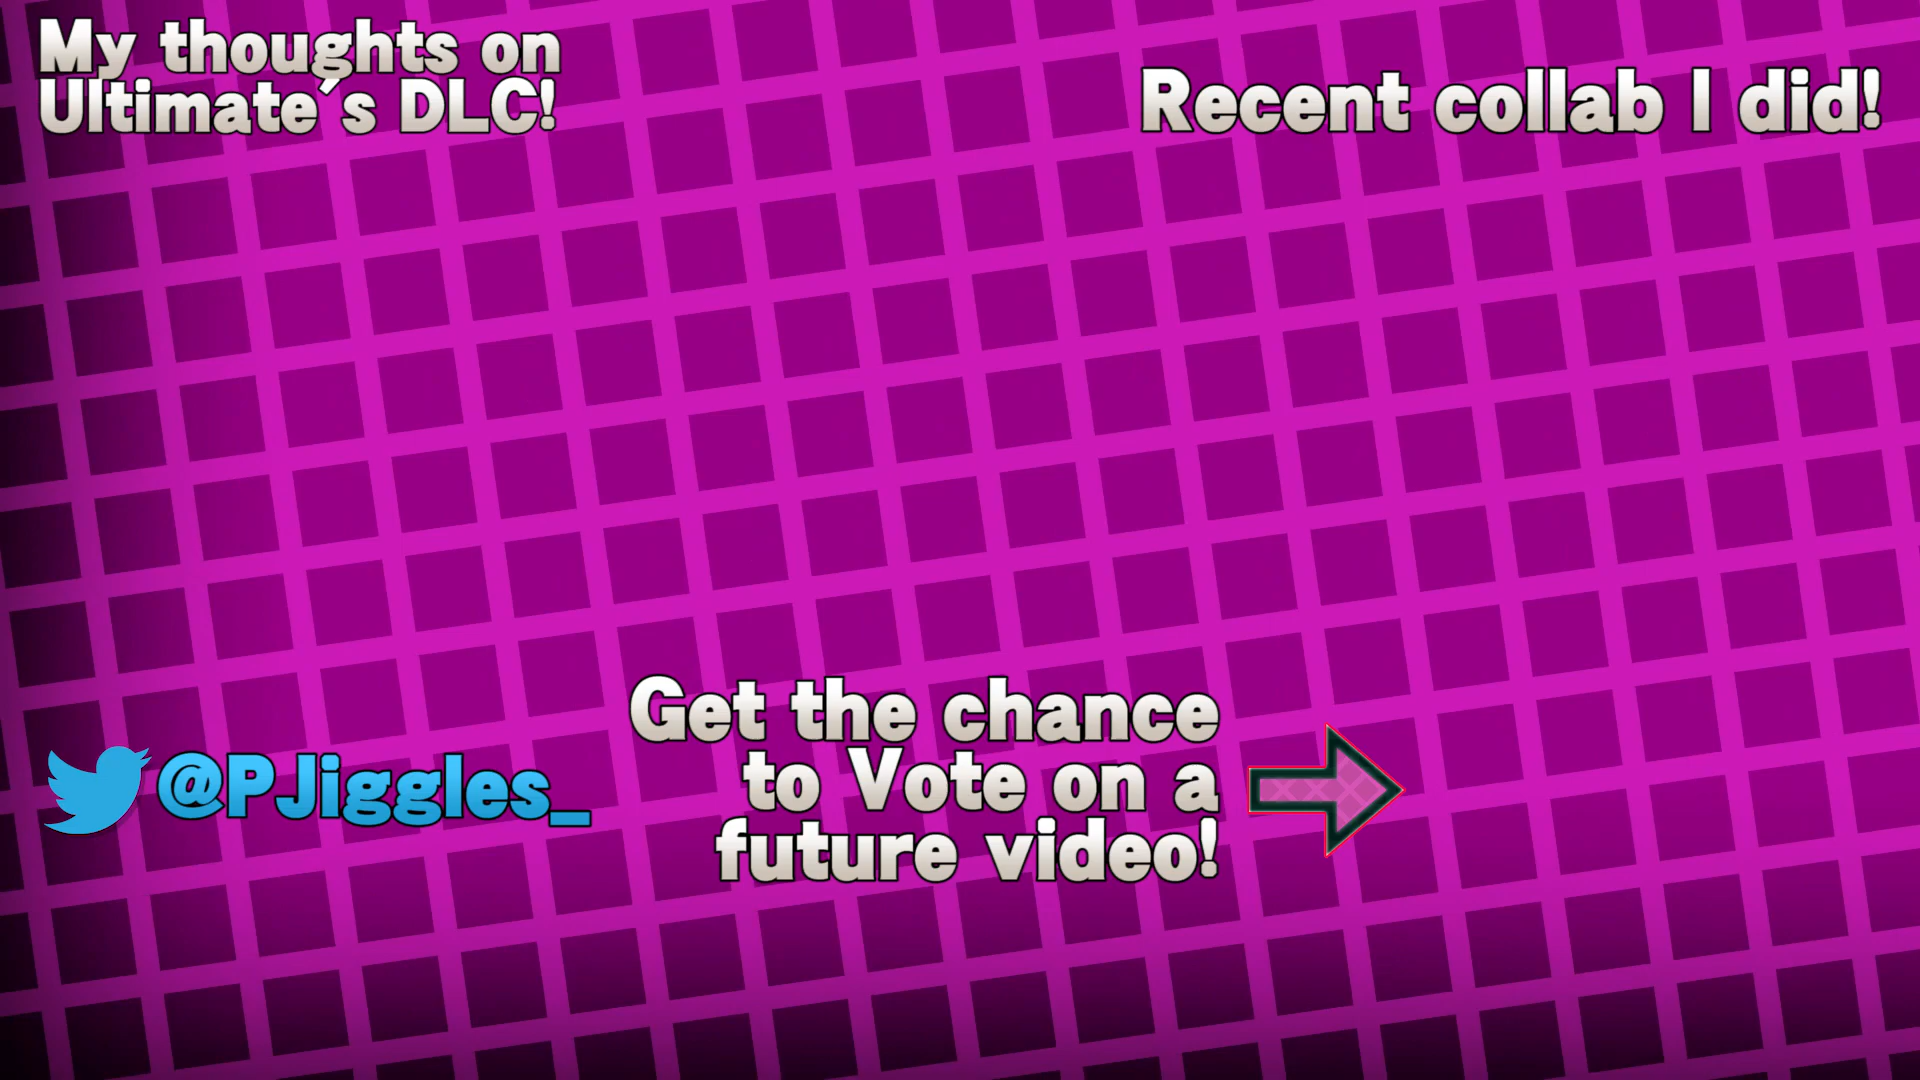 My thoughts on
Ultimate´s DLC!
Recent collab I did!
@PJiggles_
Get the chance
to Vote on a
future video!